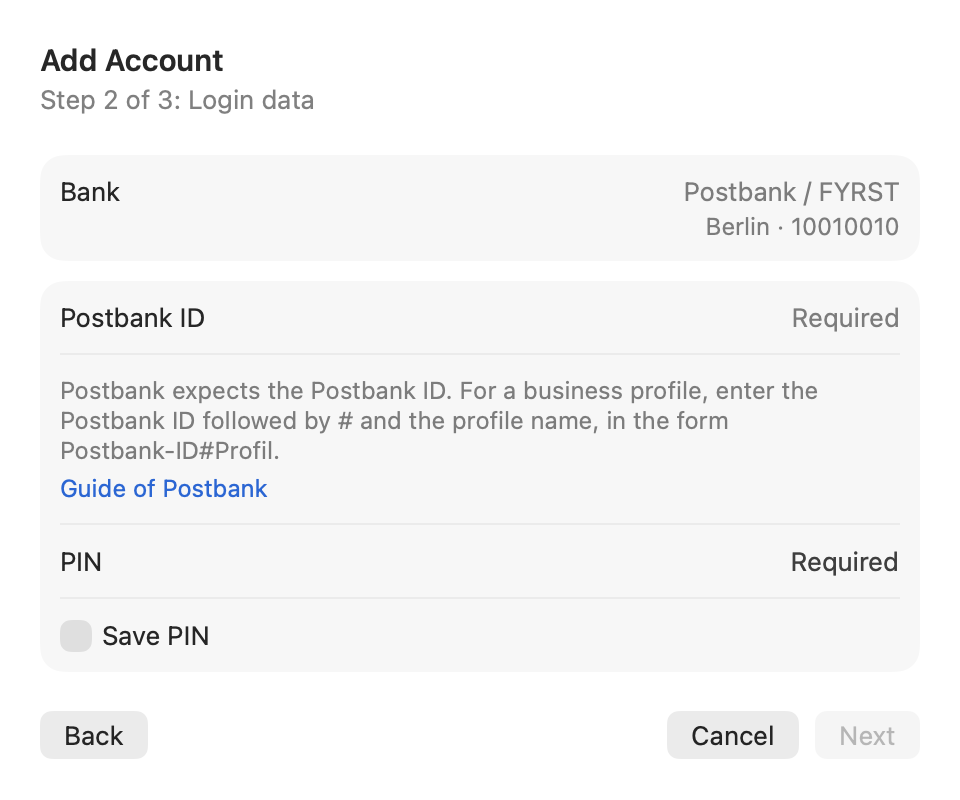 Add Account
Step 2 of 3: Login data
Bank
Postbank / FYRST
Berlin · 10010010
Postbank ID
Required
Postbank expects the Postbank ID. For a business profile, enter the
Postbank ID followed by # and the profile name, in the form
Postbank-ID#Profil.
Guide of Postbank
PIN
Required
Save PIN
Back
Cancel
Next